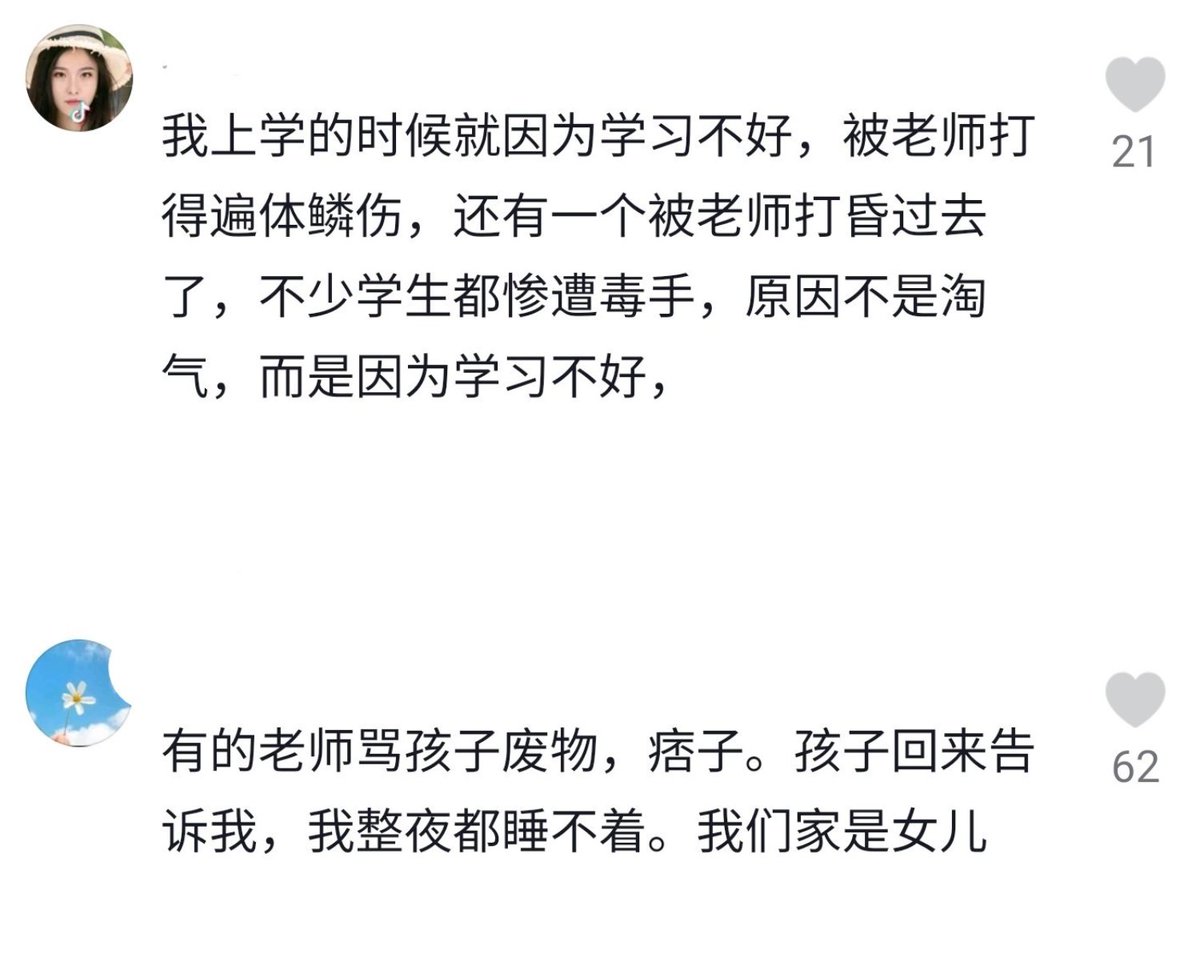 我上学的时候就因为学习不好，被老师打
得遍体鳞伤，还有一个被老师打昏过去
了，不少学生都惨遭毒手，原因不是淘
气，而是因为学习不好，
21
有的老师骂孩子废物，痞子。孩子回来告
诉我，我整夜都睡不着。我们家是女儿
62